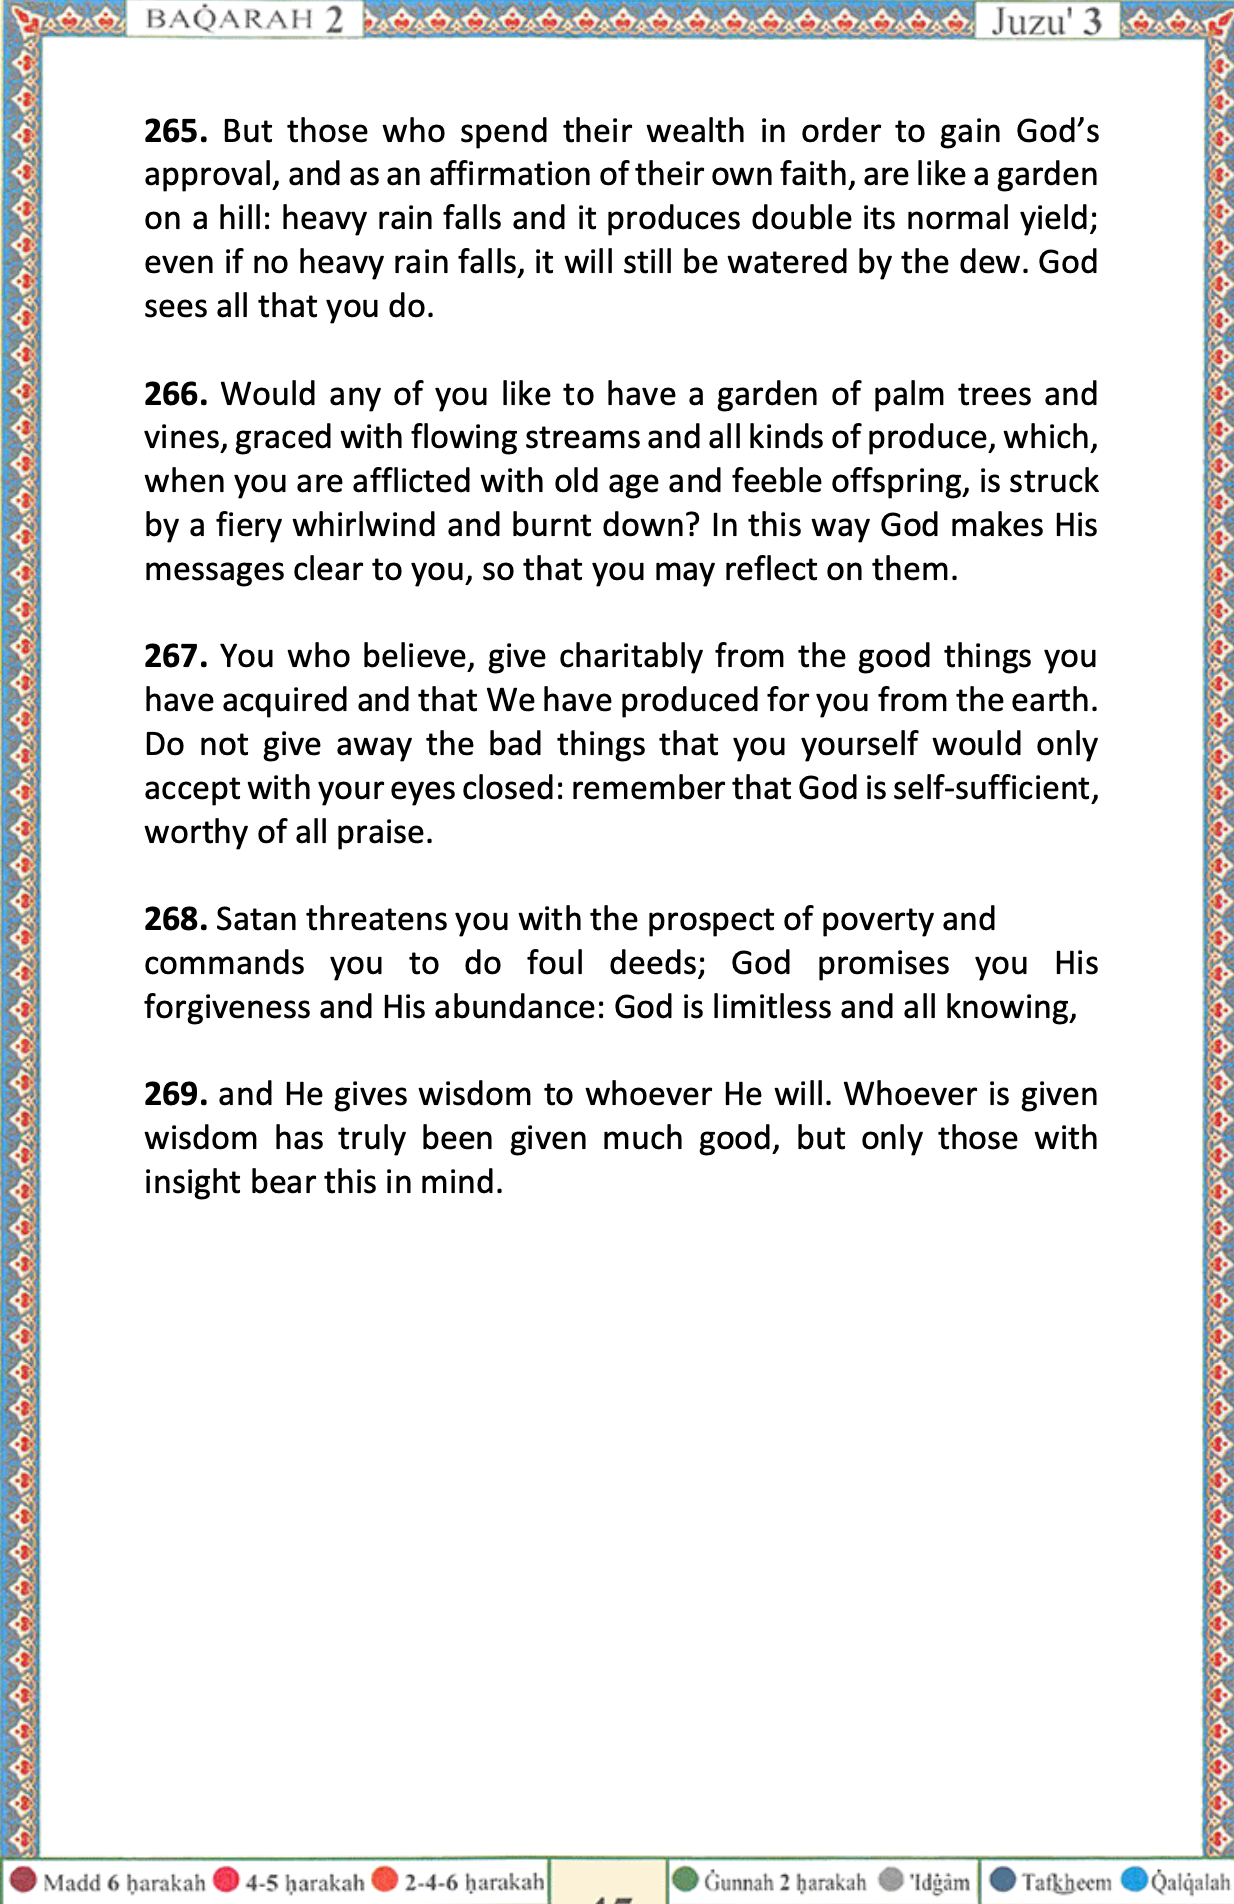 BAQ̇ARAH 2
Juzu' 3
265. But those who spend their wealth in order to gain God’s
approval, and as an affirmation of their own faith, are like a garden
on a hill: heavy rain falls and it produces double its normal yield;
even if no heavy rain falls, it will still be watered by the dew. God
sees all that you do.
266. Would any of you like to have a garden of palm trees and
vines, graced with flowing streams and all kinds of produce, which,
when you are afflicted with old age and feeble offspring, is struck
by a fiery whirlwind and burnt down? In this way God makes His
messages clear to you, so that you may reflect on them.
267. You who believe, give charitably from the good things you
have acquired and that We have produced for you from the earth.
Do not give away the bad things that you yourself would only
accept with your eyes closed: remember that God is self-sufficient,
worthy of all praise.
268. Satan threatens you with the prospect of poverty and
commands you to do foul deeds; God promises you His
forgiveness and His abundance: God is limitless and all knowing,
269. and He gives wisdom to whoever He will. Whoever is given
wisdom has truly been given much good, but only those with
insight bear this in mind.
Madd 6 ḥarakah 4-5 ḥarakah 2-4-6 ḥarakah Ġunnah 2 ḥarakah 'Idġâm Tafkheem Q̇alq̇alah